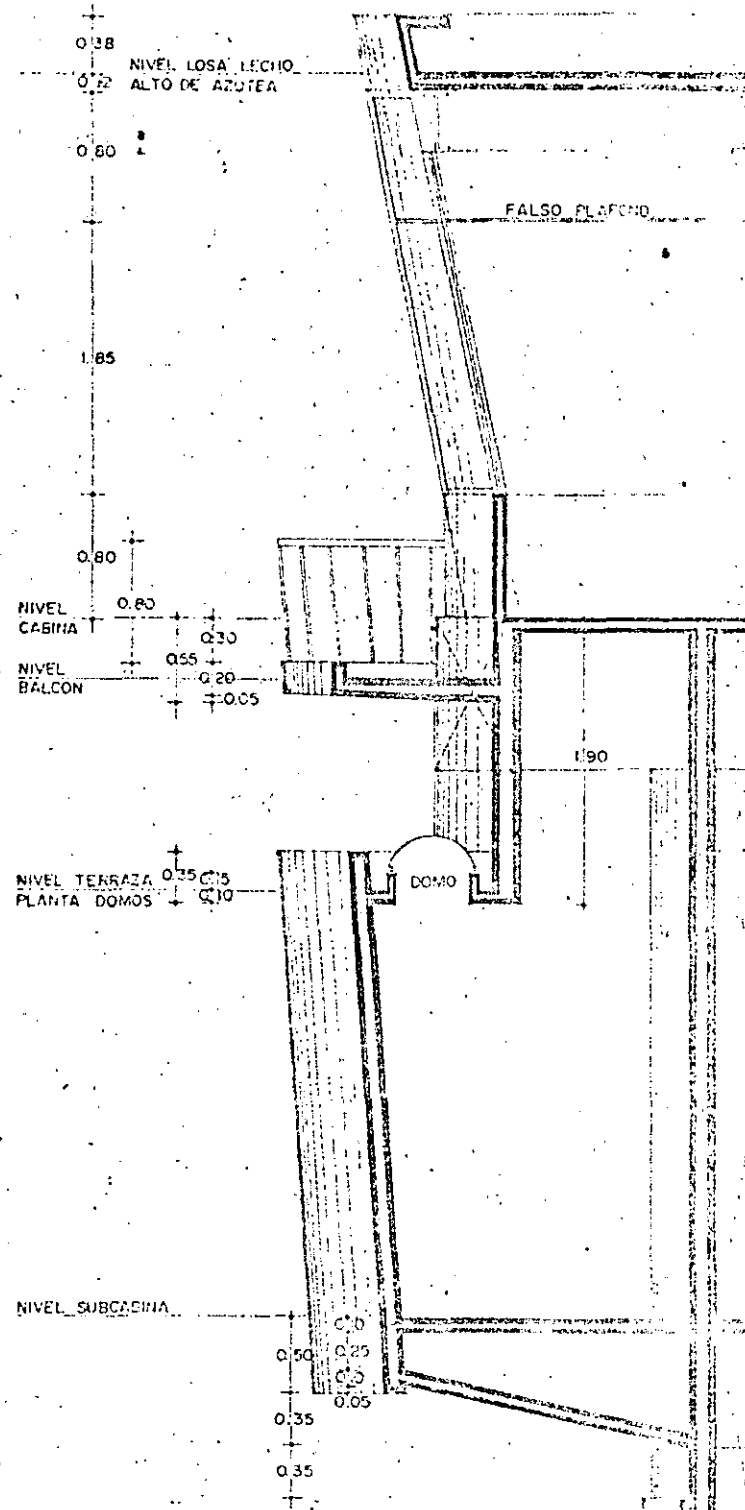 0.38
NIVEL LOSA LECHO
ALTO DE AZOTEA
0.12
0.80
FALSO PLAFOND
1.85
0.80
0.80
NIVEL
CABINA
0.30
0.55
0.20
NIVEL
BALCON
0.05
1.90
0.35
0.15
0.10
NIVEL TERRAZA
PLANTA DOMOS
DOMO
NIVEL SUBCABINA
0.50
0.25
0.05
0.35
0.35